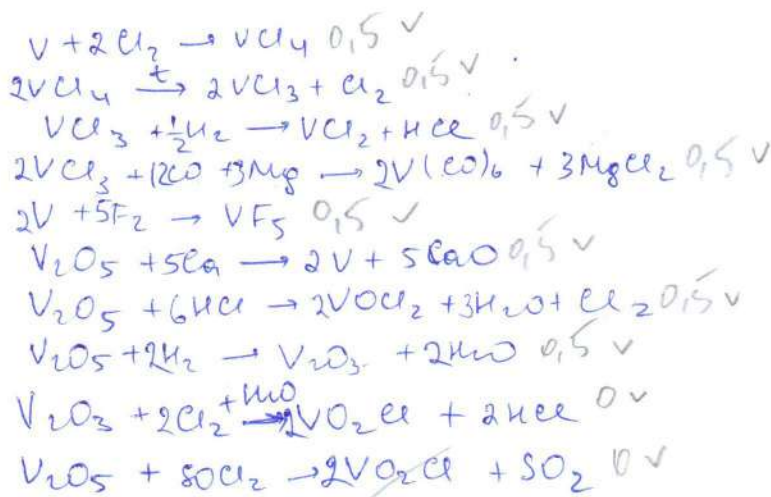 V + 2Cl₂ → VCl₄ 0,5 v
2VCl₄ →ᵗ 2VCl₃ + Cl₂ 0,5 v
VCl₃ + ½H₂ → VCl₂ + HCl 0,5 v
2VCl₃ + 12CO + 3Mg → 2V(CO)₆ + 3MgCl₂ 0,5 v
2V + 5F₂ → VF₅ 0,5 v
V₂O₅ + 5Ca → 2V + 5CaO 0,5 v
V₂O₅ + 6HCl → 2VOCl₂ + 3H₂O + Cl₂ 0,5 v
V₂O₅ + 2H₂ → V₂O₃ + 2H₂O 0,5 v
V₂O₃ + 2Cl₂ +H₂O → 2VO₂Cl + 2HCl 0 v
V₂O₅ + SOCl₂ → 2VO₂Cl + SO₂ 0 v